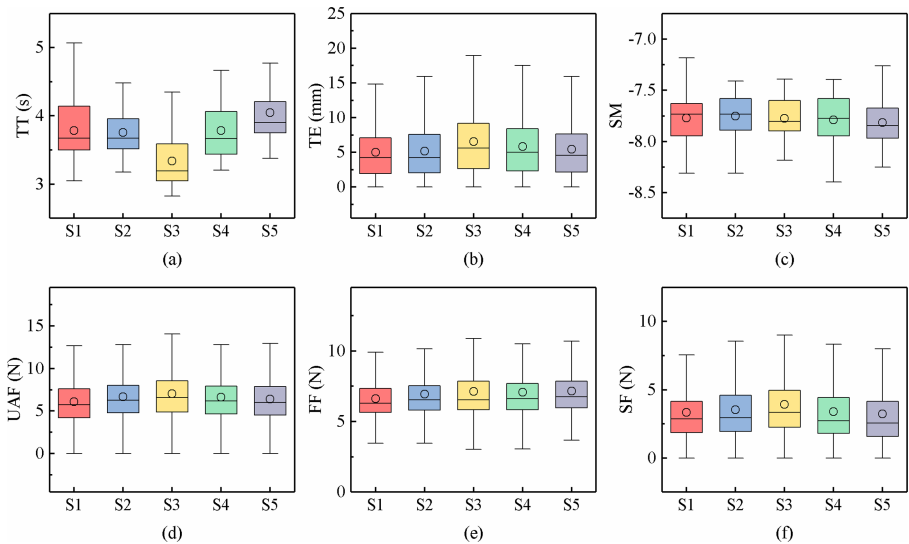 5
4
3
TT (s)
S1 S2 S3 S4 S5
(a)
25
20
15
10
5
0
TE (mm)
S1 S2 S3 S4 S5
(b)
-7.0
-7.5
-8.0
-8.5
SM
S1 S2 S3 S4 S5
(c)
15
10
5
0
UAF (N)
S1 S2 S3 S4 S5
(d)
15
10
5
0
FF (N)
S1 S2 S3 S4 S5
(e)
10
5
0
SF (N)
S1 S2 S3 S4 S5
(f)